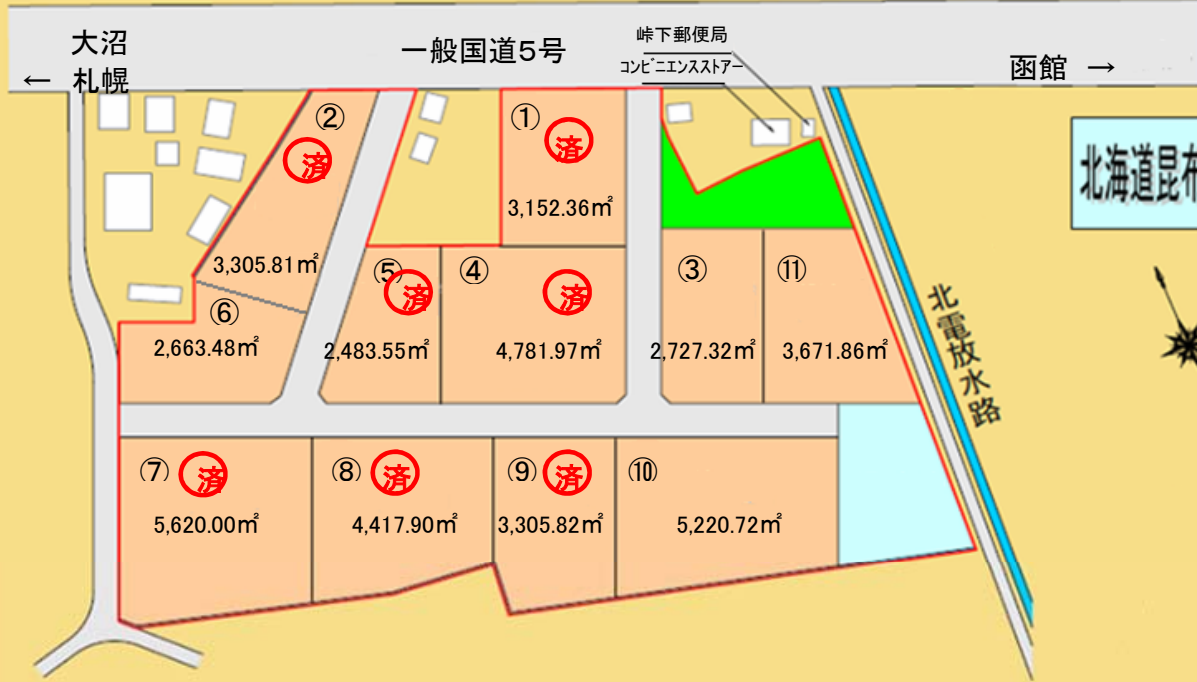 大沼
← 札幌
一般国道5号
峠下郵便局
コンビニエンスストアー
函館 →
北海道昆布
北電放水路
① 済
3,152.36㎡
② 済
3,305.81㎡
⑤ 済
2,483.55㎡
④ 済
4,781.97㎡
③
2,727.32㎡
⑪
3,671.86㎡
⑥
2,663.48㎡
⑦ 済
5,620.00㎡
⑧ 済
4,417.90㎡
⑨ 済
3,305.82㎡
⑩
5,220.72㎡